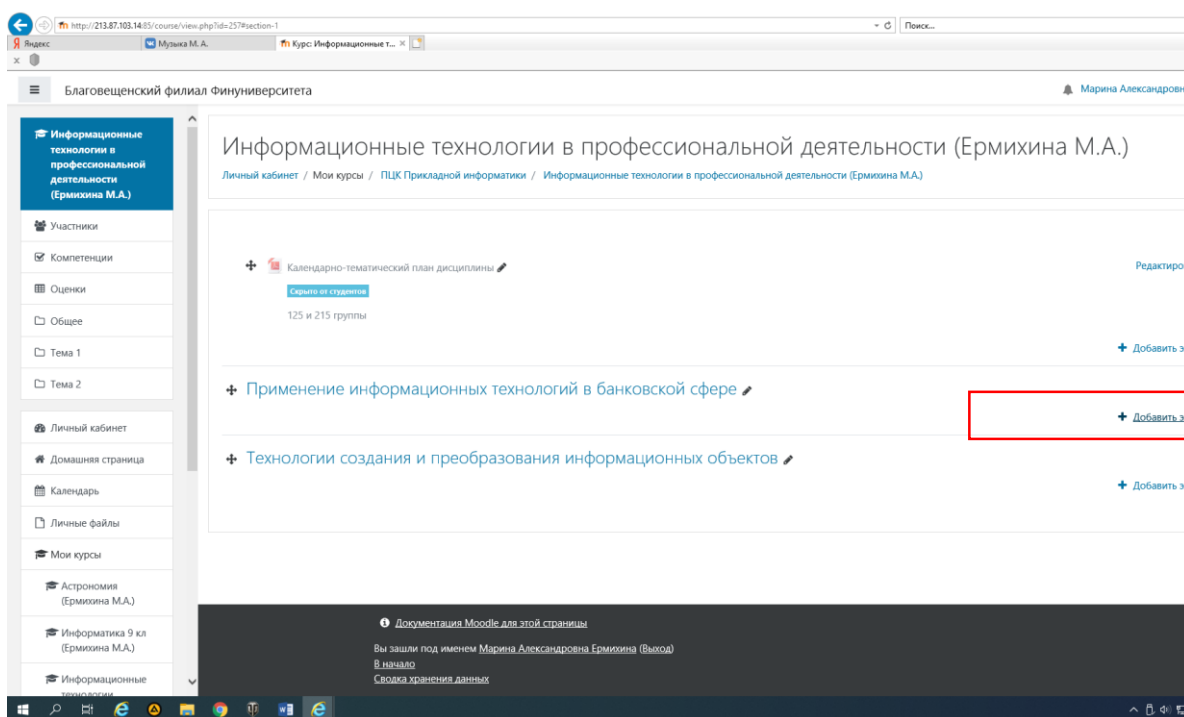 http://213.87.103.14:85/course/view.php?id=257#section-1
Поиск...
Яндекс
Музыка М. А.
Курс: Информационные т...
Благовещенский филиал Финуниверситета
Марина Александровн
Информационные
технологии в
профессиональной
деятельности
(Ермихина М.А.)
Участники
Компетенции
Оценки
Общее
Тема 1
Тема 2
Личный кабинет
Домашняя страница
Календарь
Личные файлы
Мои курсы
Астрономия
(Ермихина М.А.)
Информатика 9 кл
(Ермихина М.А.)
Информационные
технологии
Информационные технологии в профессиональной деятельности (Ермихина М.А.)
Личный кабинет / Мои курсы / ПЦК Прикладной информатики / Информационные технологии в профессиональной деятельности (Ермихина М.А.)
Календарно-тематический план дисциплины
Редактиро
Скрыто от студентов
125 и 215 группы
Добавить э
Применение информационных технологий в банковской сфере
Добавить э
Технологии создания и преобразования информационных объектов
Добавить э
Документация Moodle для этой страницы
Вы зашли под именем Марина Александровна Ермихина (Выход)
В начало
Сводка хранения данных